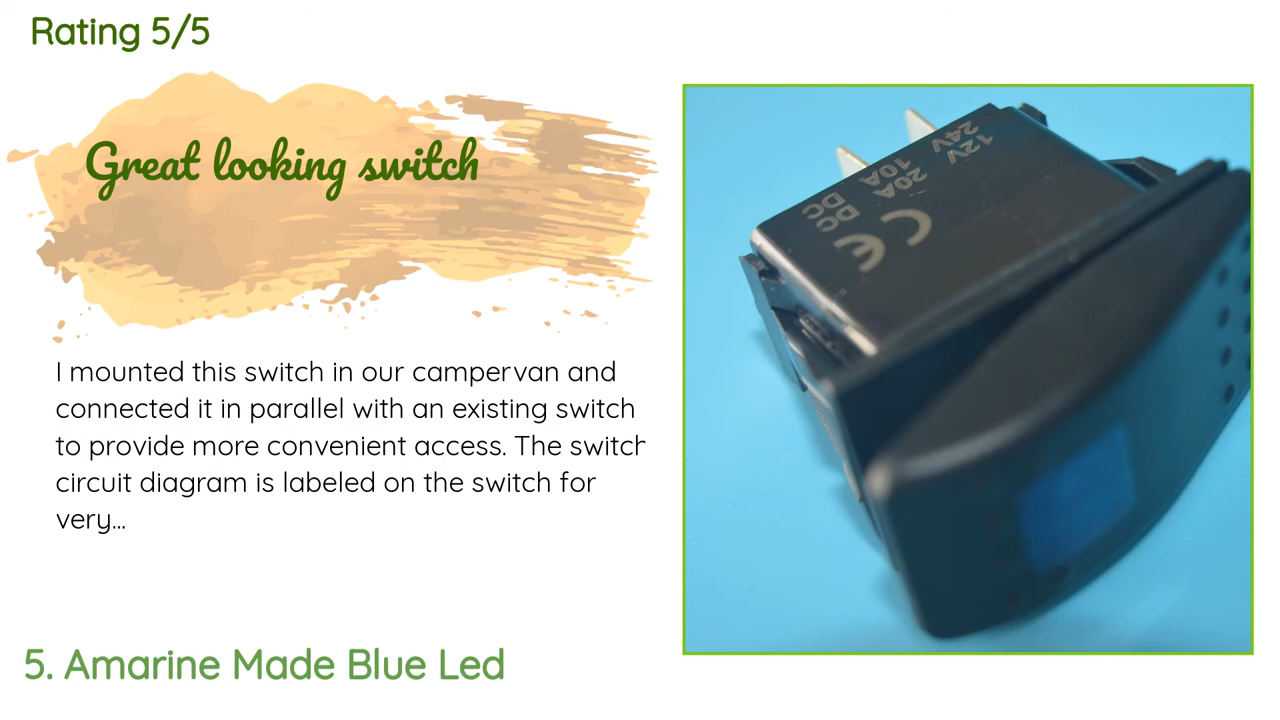 Rating 5/5
Great looking switch
I mounted this switch in our campervan and
connected it in parallel with an existing switch
to provide more convenient access. The switch
circuit diagram is labeled on the switch for
very...
12V 20A DC
24V 10A DC
CE
5. Amarine Made Blue Led